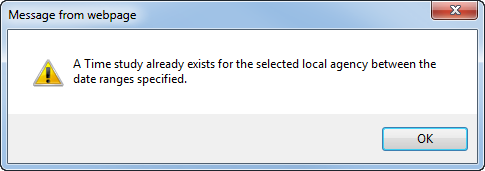 Message from webpage
A Time study already exists for the selected local agency between the
date ranges specified.
OK